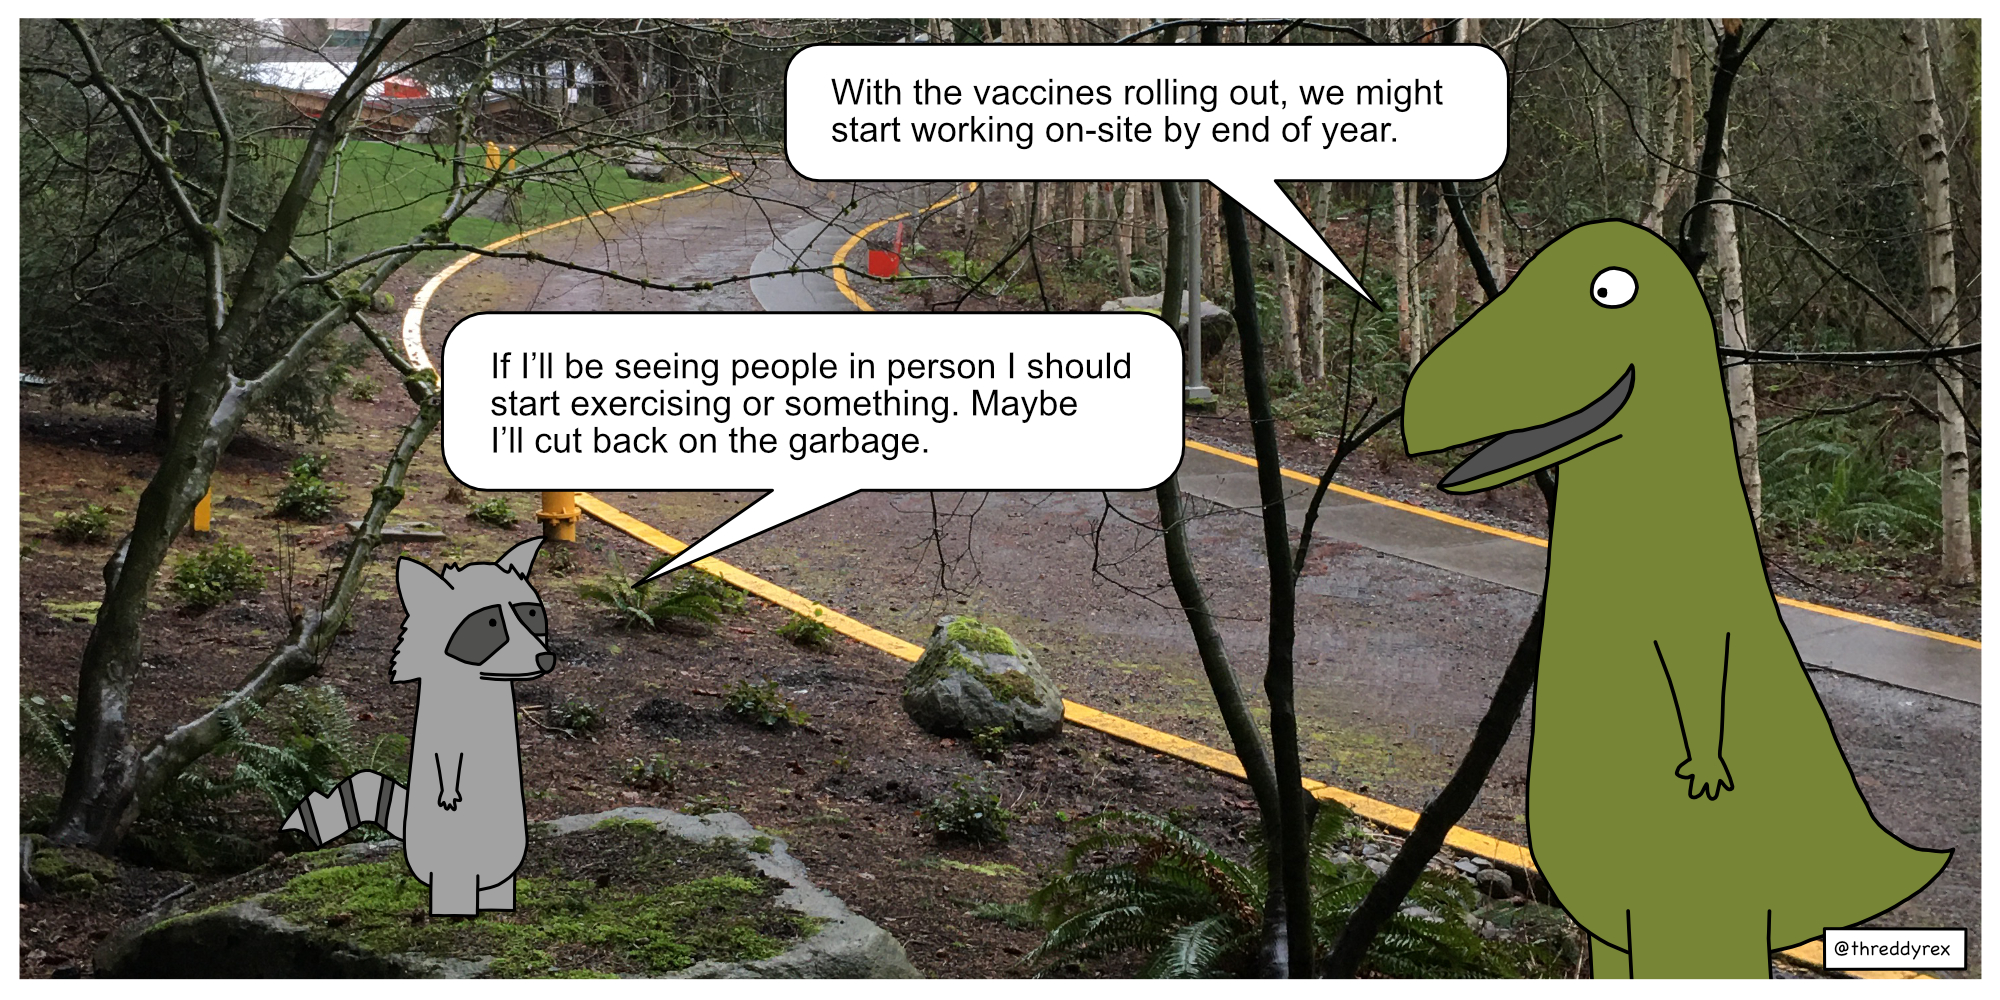 With the vaccines rolling out, we might
start working on-site by end of year.
If I’ll be seeing people in person I should
start exercising or something. Maybe
I’ll cut back on the garbage.
@threddyrex